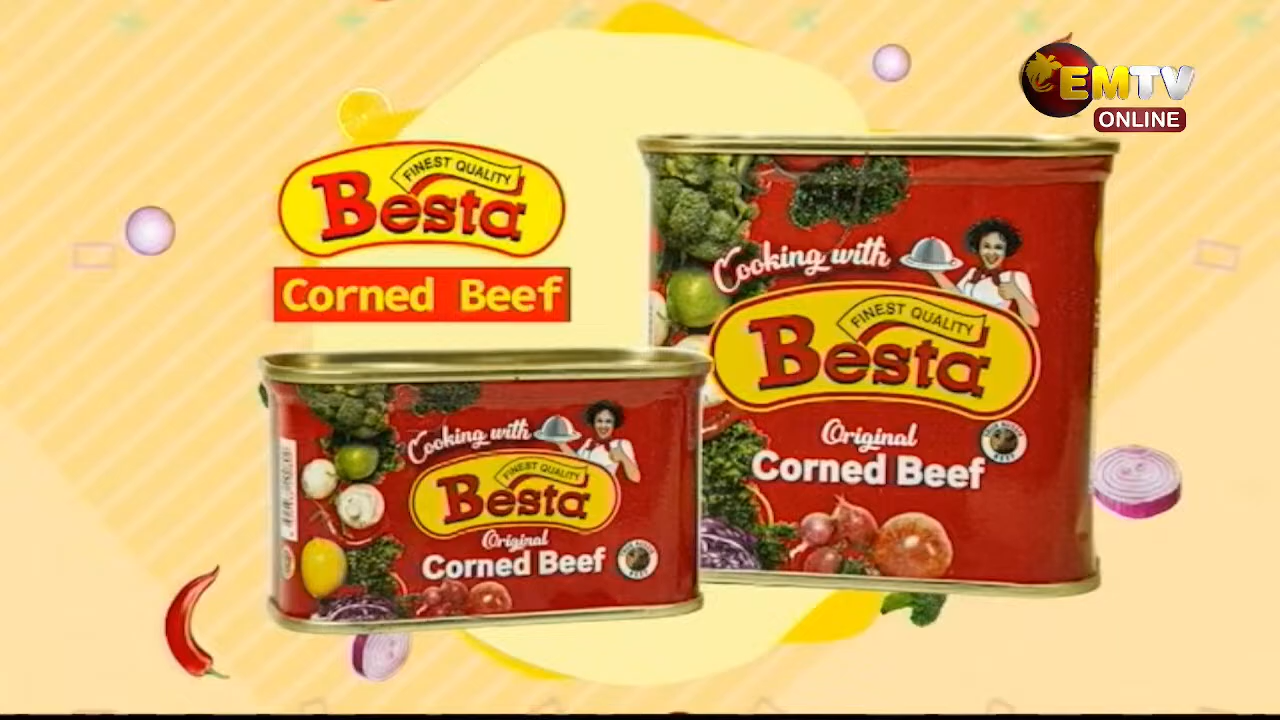 EMTV
ONLINE
FINEST QUALITY
Besta
Corned Beef
Cooking with
FINEST QUALITY
Besta
Original
Corned Beef
Cooking with
FINEST QUALITY
Besta
Original
Corned Beef